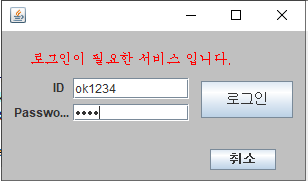 로그인이 필요한 서비스 입니다.
ID ok1234
Passwo... ••••
로그인
취소